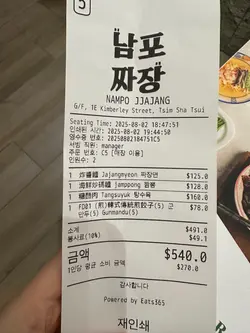 5
남포
짜장
NAMPO JJAJANG
G/F, 1E Kimberley Street, Tsim Sha Tsui
Seating Time: 2025-08-02 18:47:51
인쇄된 시간: 2025-08-02 19:44:50
영수증 번호: 20250802184751C5
서빙 직원: manager
주문 번호: C5 [매장 이용]
인원수: 2
1 炸醬麵 Jajangmyeon 짜장면 $125.0
1 海鮮炒碼麵 Jamppong 짬뽕 $128.0
1 糖醋肉 Tangsuyuk 탕수육 $160.0
1 FD01 (煎)韓式傳統煎餃子(5) 군 $78.0
만두(5) Gunmandu(5)
소계 $491.0
봉사료(10%) $49.1
금액 $540.0
1인당 평균 소비 금액 $270.0
감사합니다
Powered by Eats365
재인쇄